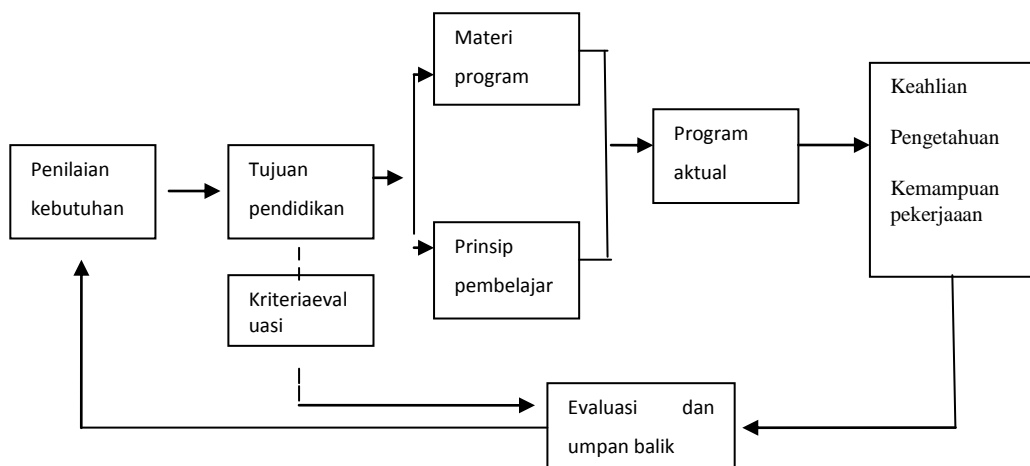 Materi
program
Keahlian
Pengetahuan
Kemampuan
pekerjaaan
Program
aktual
Penilaian
kebutuhan
Tujuan
pendidikan
Prinsip
pembelajar
Kriteriaeval
uasi
Evaluasi dan
umpan balik